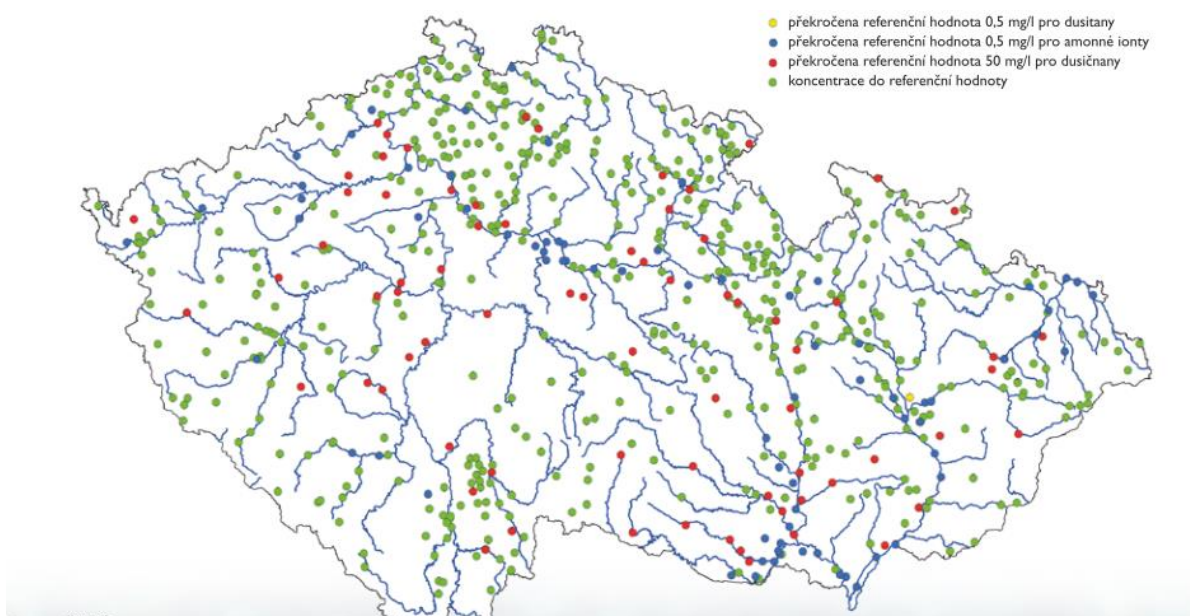 překročena referenční hodnota 0,5 mg/l pro dusitany
překročena referenční hodnota 0,5 mg/l pro amonné ionty
překročena referenční hodnota 50 mg/l pro dusičnany
koncentrace do referenční hodnoty